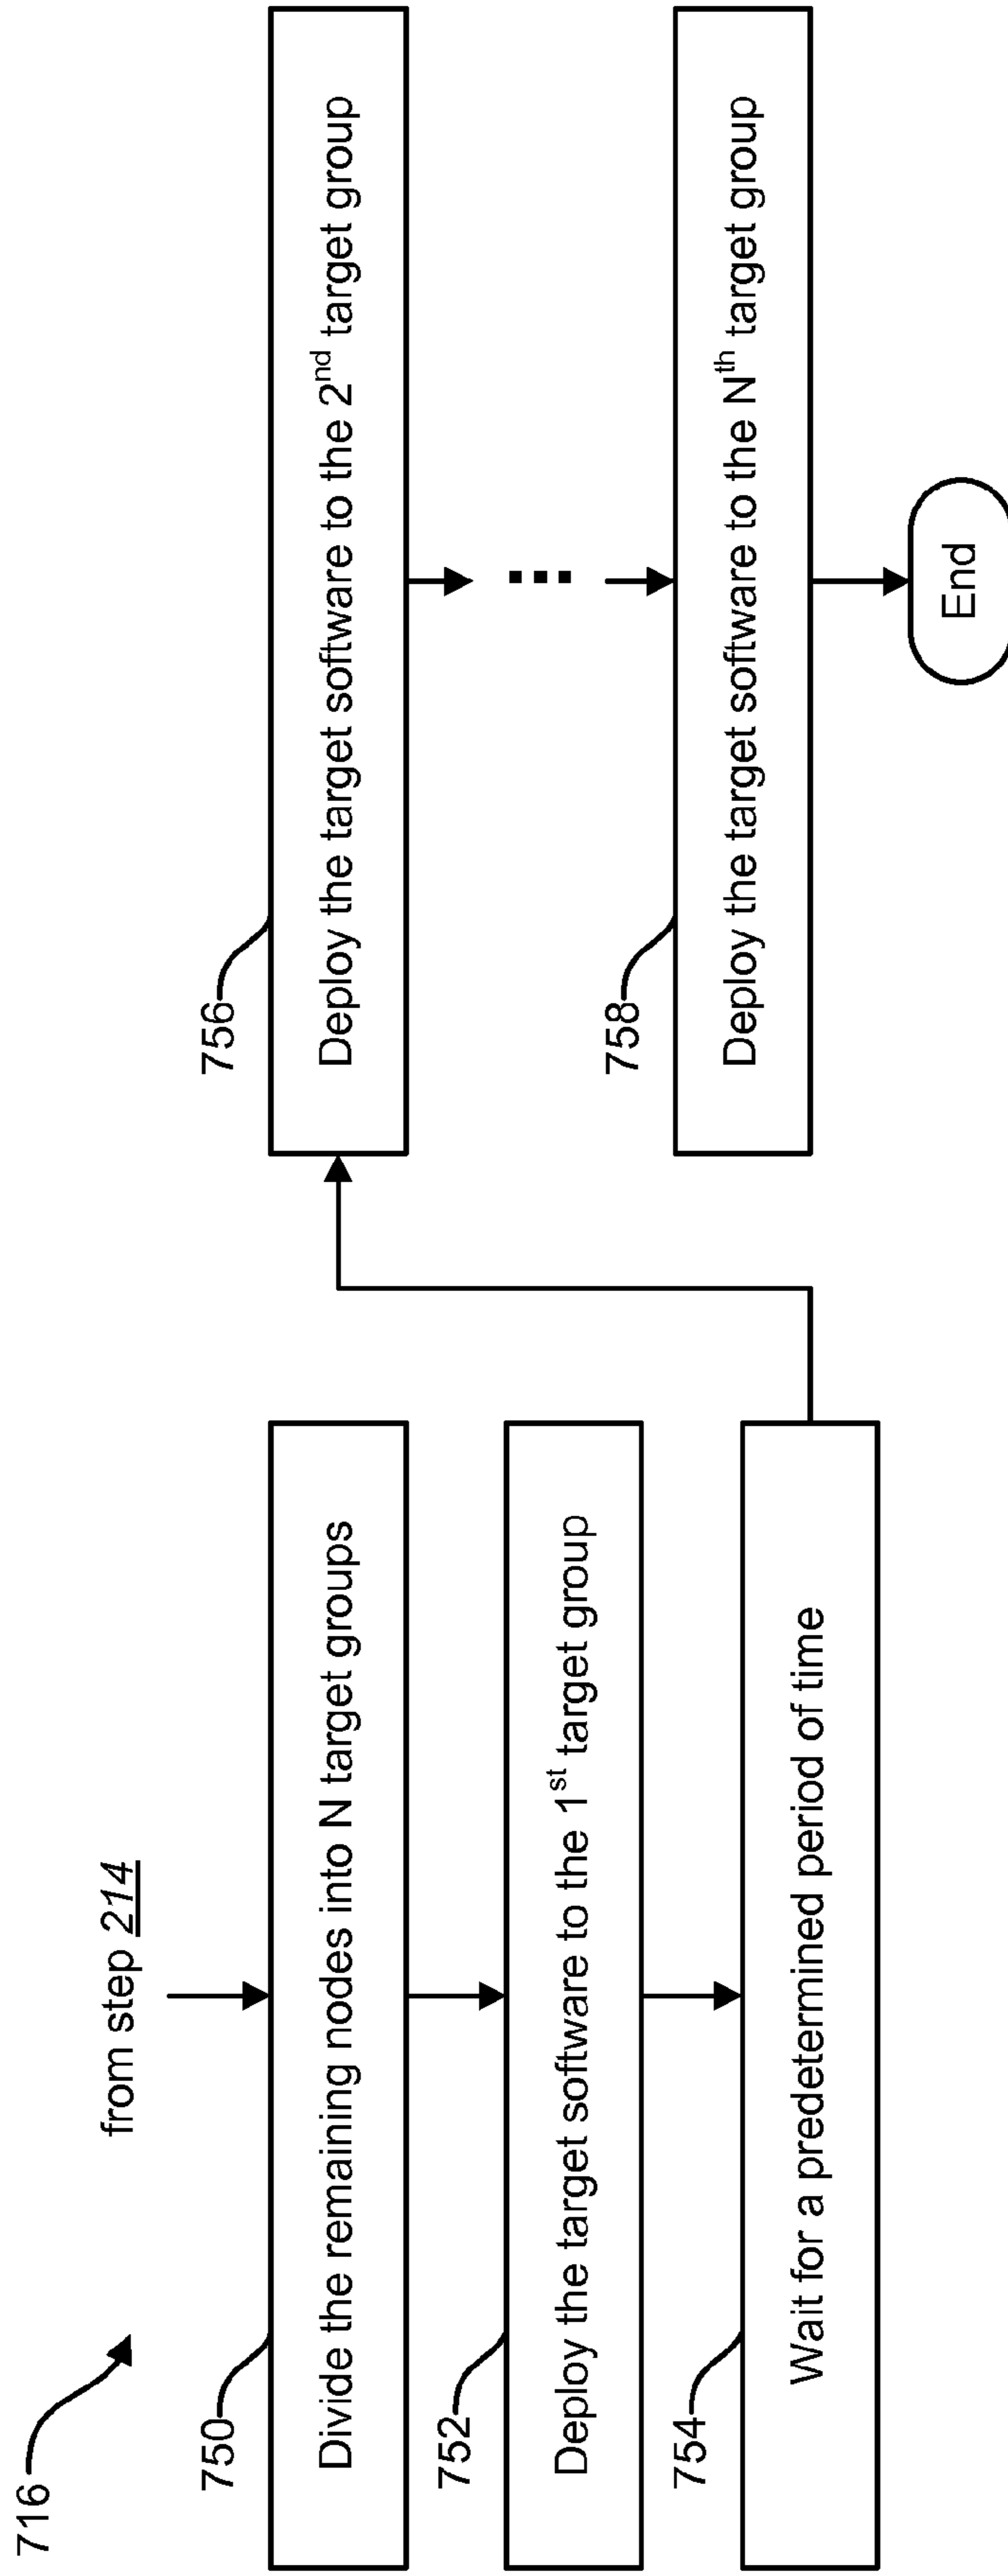 716
from step 214
750
Divide the remaining nodes into N target groups
752
Deploy the target software to the 1st target group
754
Wait for a predetermined period of time
756
Deploy the target software to the 2nd target group
...
758
Deploy the target software to the Nth target group
End